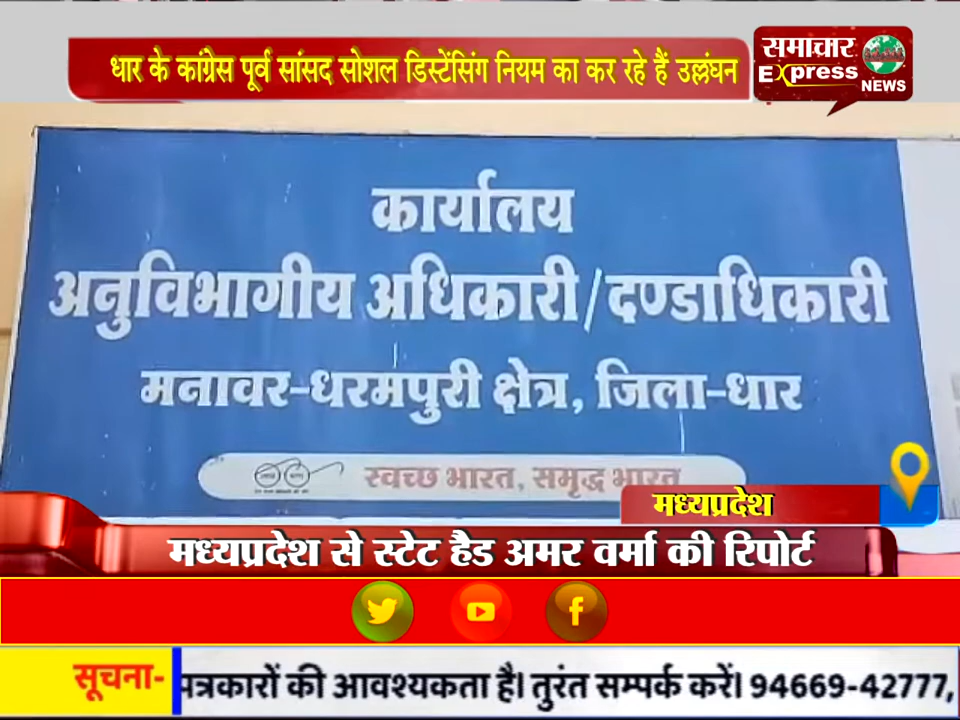 धार के कांग्रेस पूर्व सांसद सोशल डिस्टेंसिंग नियम का कर रहे हैं उल्लंघन
समाचार
Express
NEWS
कार्यालय
अनुविभागीय अधिकारी/दण्डाधिकारी
मनावर-धरमपुरी क्षेत्र, जिला-धार
स्वच्छ भारत, समृद्ध भारत
मध्यप्रदेश
मध्यप्रदेश से स्टेट हैड अमर वर्मा की रिपोर्ट
सूचना- पत्रकारों की आवश्यकता है। तुरंत सम्पर्क करें। 94669-42777,